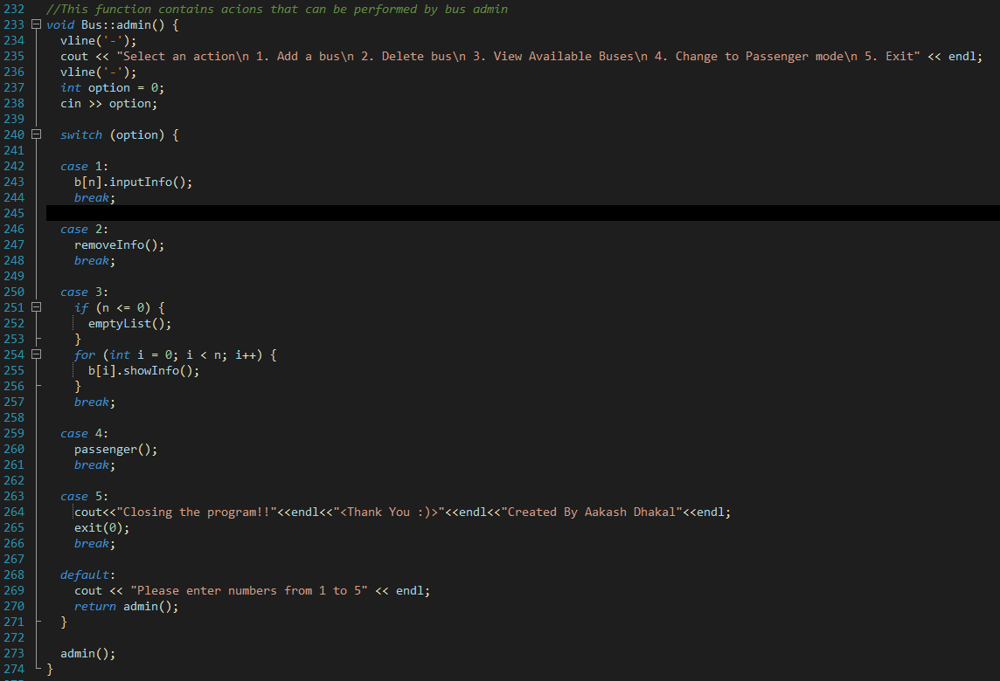 232 //This function contains acions that can be performed by bus admin
233 void Bus::admin() {
234 vline('-');
235 cout << "Select an action\n 1. Add a bus\n 2. Delete bus\n 3. View Available Buses\n 4. Change to Passenger mode\n 5. Exit" << endl;
236 vline('-');
237 int option = 0;
238 cin >> option;
239
240 switch (option) {
241
242 case 1:
243 b[n].inputInfo();
244 break;
245
246 case 2:
247 removeInfo();
248 break;
249
250 case 3:
251 if (n <= 0) {
252 emptyList();
253 }
254 for (int i = 0; i < n; i++) {
255 b[i].showInfo();
256 }
257 break;
258
259 case 4:
260 passenger();
261 break;
262
263 case 5:
264 cout<<"Closing the program!!"<<endl<<"<Thank You :)>"<<endl<<"Created By Aakash Dhakal"<<endl;
265 exit(0);
266 break;
267
268 default:
269 cout << "Please enter numbers from 1 to 5" << endl;
270 return admin();
271 }
272
273 admin();
274 }